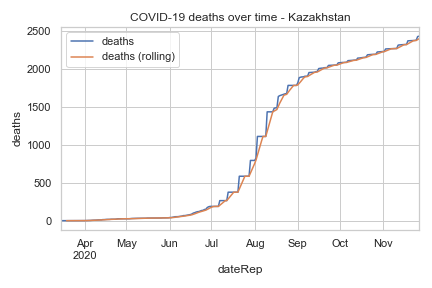 COVID-19 deaths over time - Kazakhstan
deaths
deaths (rolling)
2500
2000
1500
1000
500
0
deaths
Apr May Jun Jul Aug Sep Oct Nov
2020
dateRep